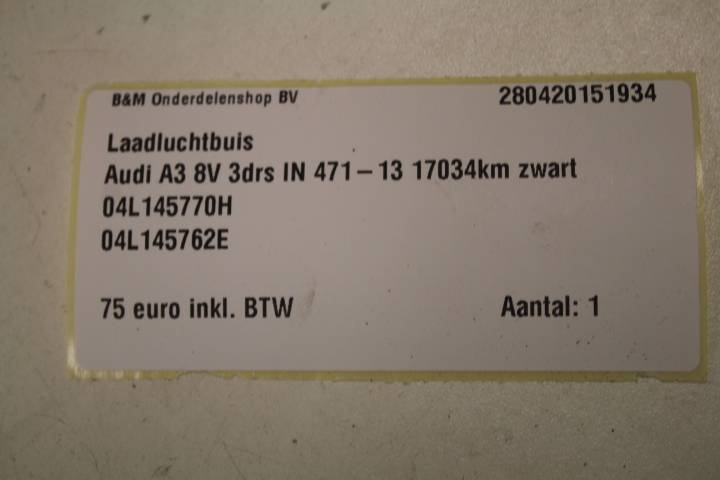 B&M Onderdelenshop BV 280420151934
Laadluchtbuis
Audi A3 8V 3drs IN 471-13 17034km zwart
04L145770H
04L145762E
75 euro inkl. BTW Aantal: 1